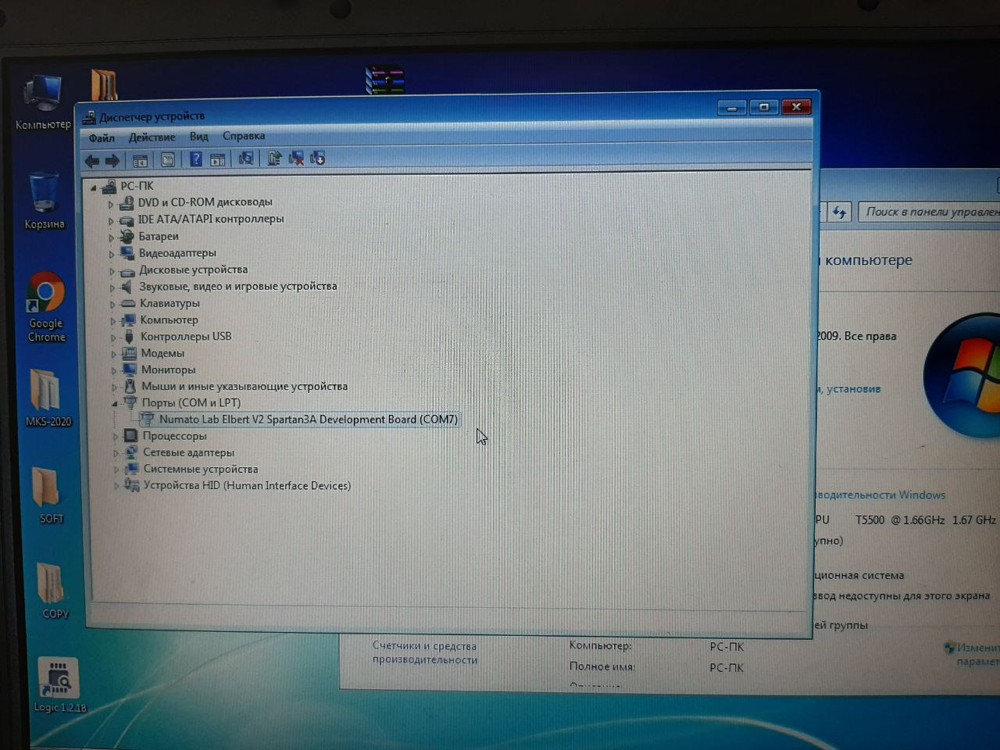 Компьютер
Корзина
Google
Chrome
MKS-2020
SOFT
COPY
Logic 1.2.18
Диспетчер устройств
Файл Действие Вид Справка
PC-ПК
DVD и CD-ROM дисководы
IDE ATA/ATAPI контроллеры
Батареи
Видеоадаптеры
Дисковые устройства
Звуковые, видео и игровые устройства
Клавиатуры
Компьютер
Контроллеры USB
Модемы
Мониторы
Мыши и иные указывающие устройства
Порты (COM и LPT)
Numato Lab Elbert V2 Spartan3A Development Board (COM7)
Процессоры
Сетевые адаптеры
Системные устройства
Устройства HID (Human Interface Devices)
Поиск в панели управлен
компьютере
2009. Все права
, установив
зводительности Windows
PU T5500 @ 1.66GHz 1.67 GHz
упно)
ционная система
ввод недоступны для этого экрана
ей группы
Счетчики и средства
производительности
Компьютер: PC-ПК
Полное имя: PC-ПК
Изменит
парамет